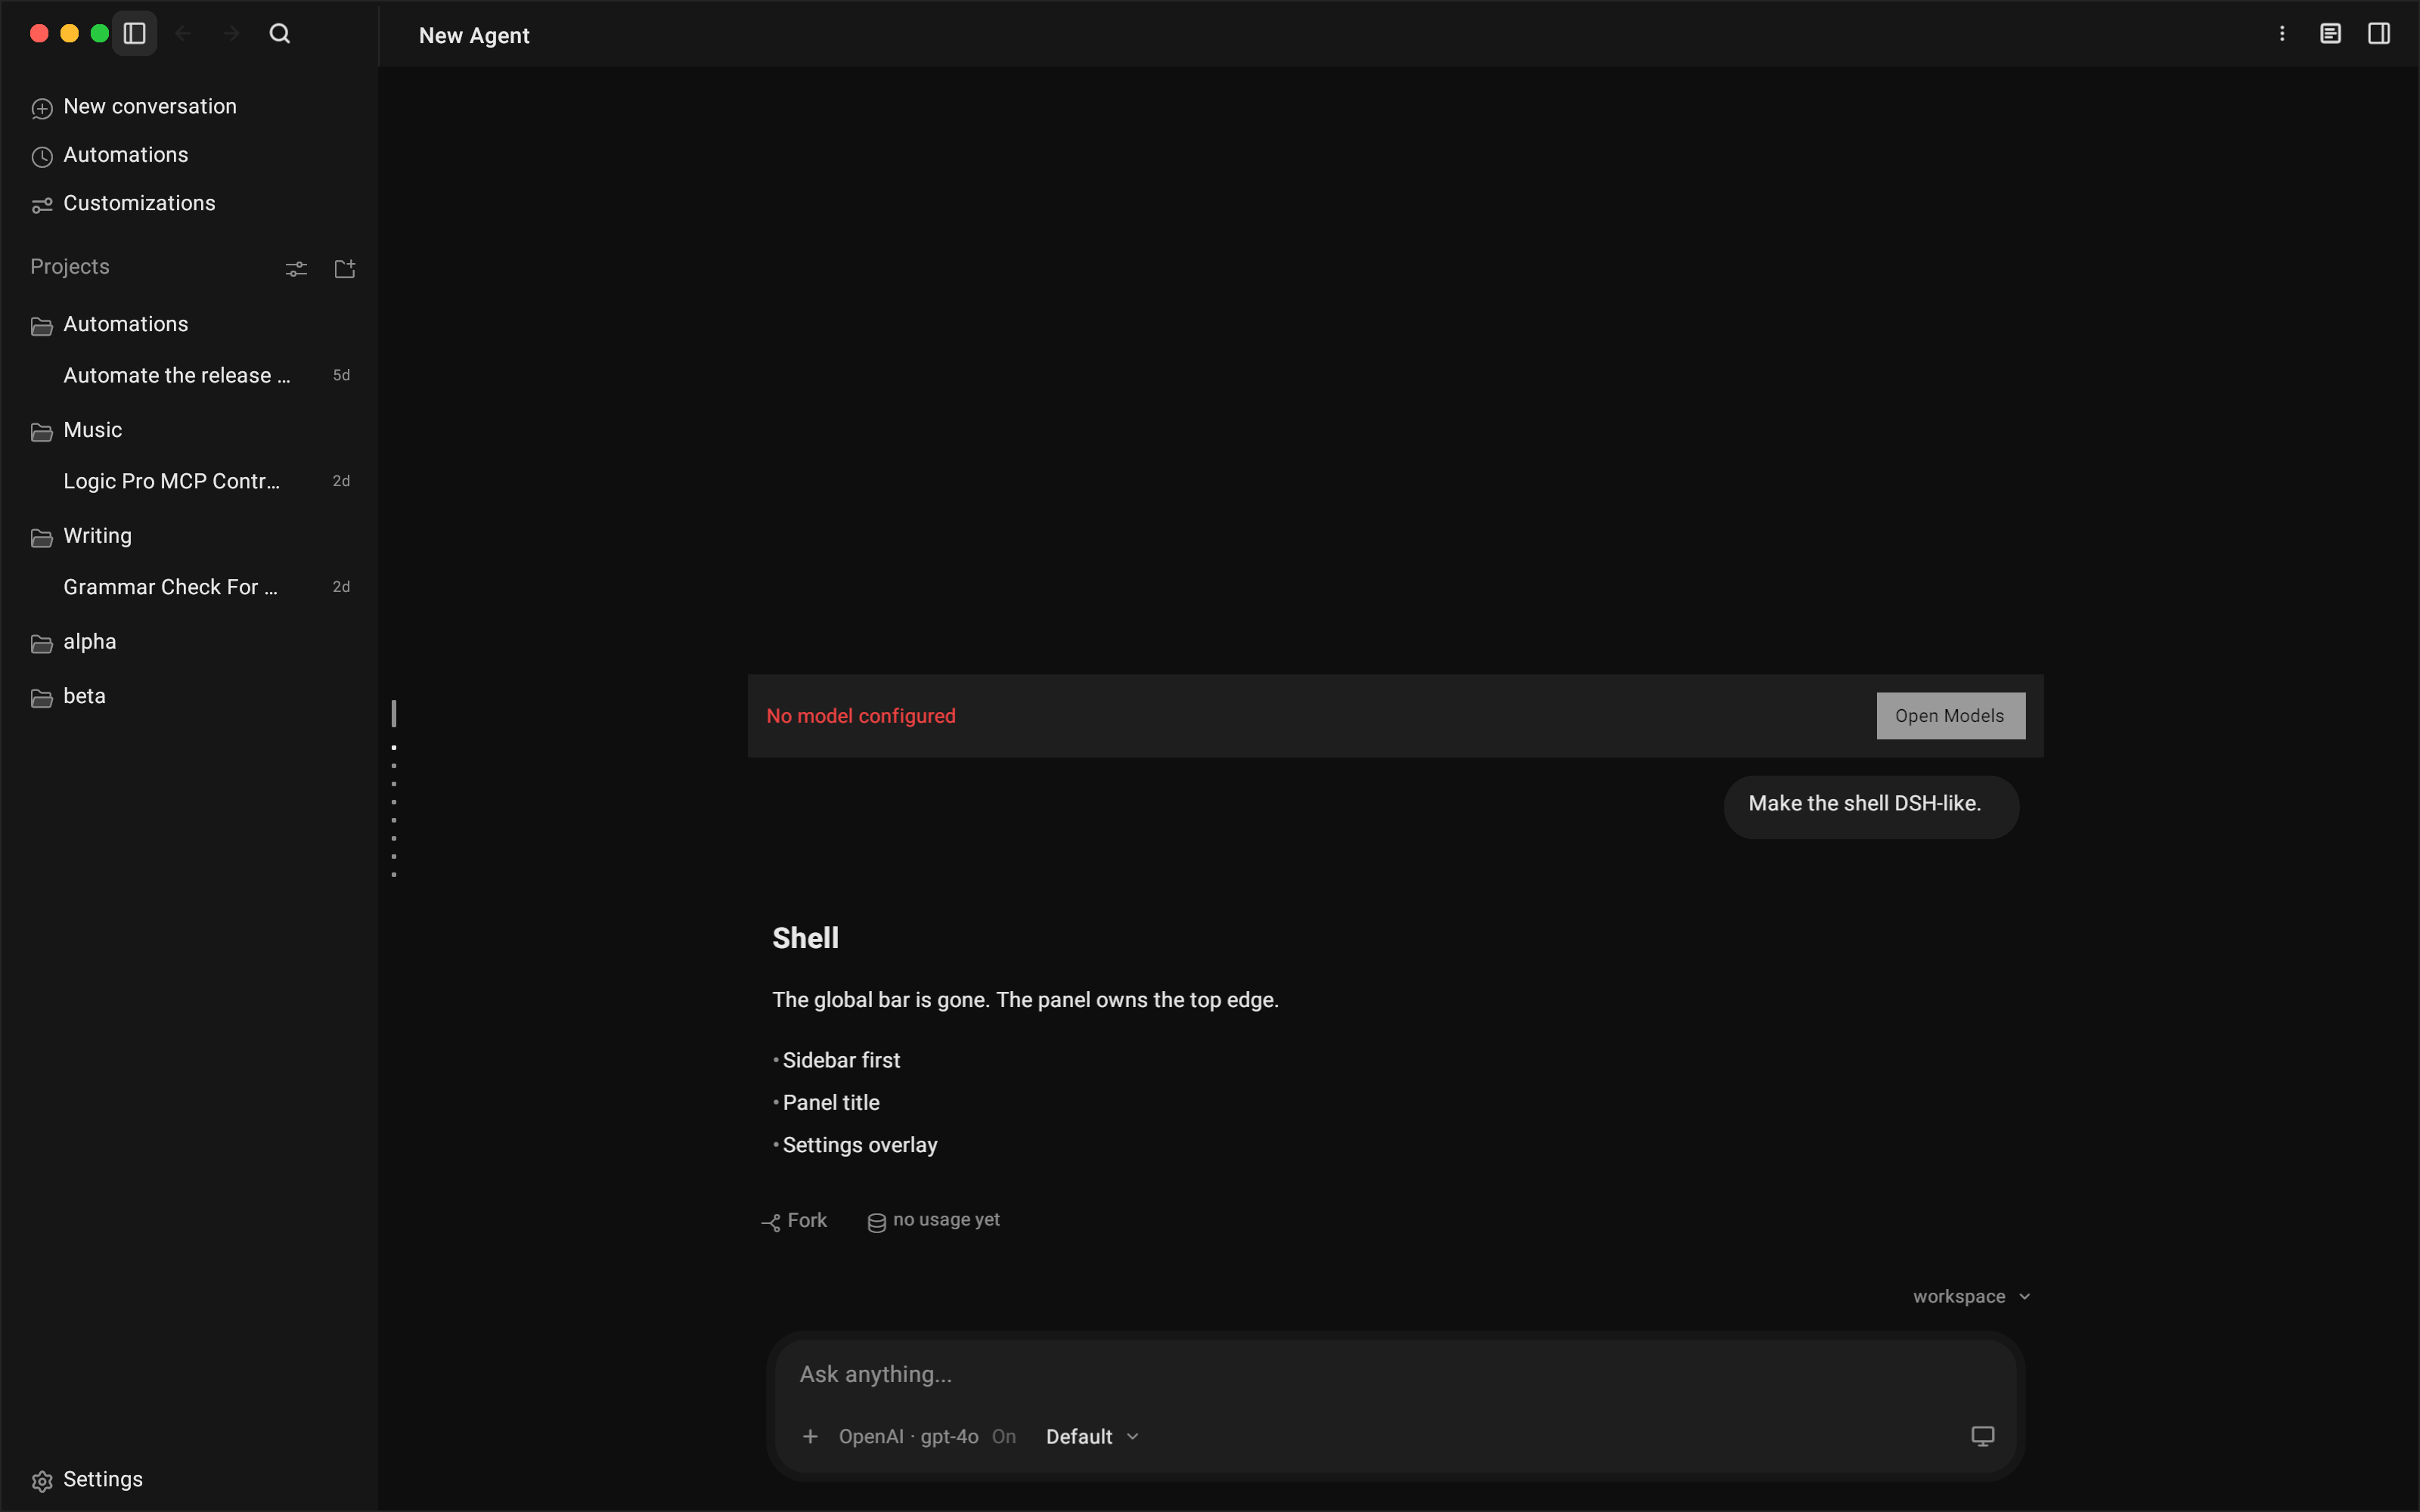 New Agent
New conversation
Automations
Customizations
Projects
Automations
Automate the release ... 5d
Music
Logic Pro MCP Contr... 2d
Writing
Grammar Check For ... 2d
alpha
beta
Settings
No model configured
Open Models
Make the shell DSH-like.
Shell
The global bar is gone. The panel owns the top edge.
• Sidebar first
• Panel title
• Settings overlay
Fork no usage yet
workspace
Ask anything...
OpenAI · gpt-4o On Default